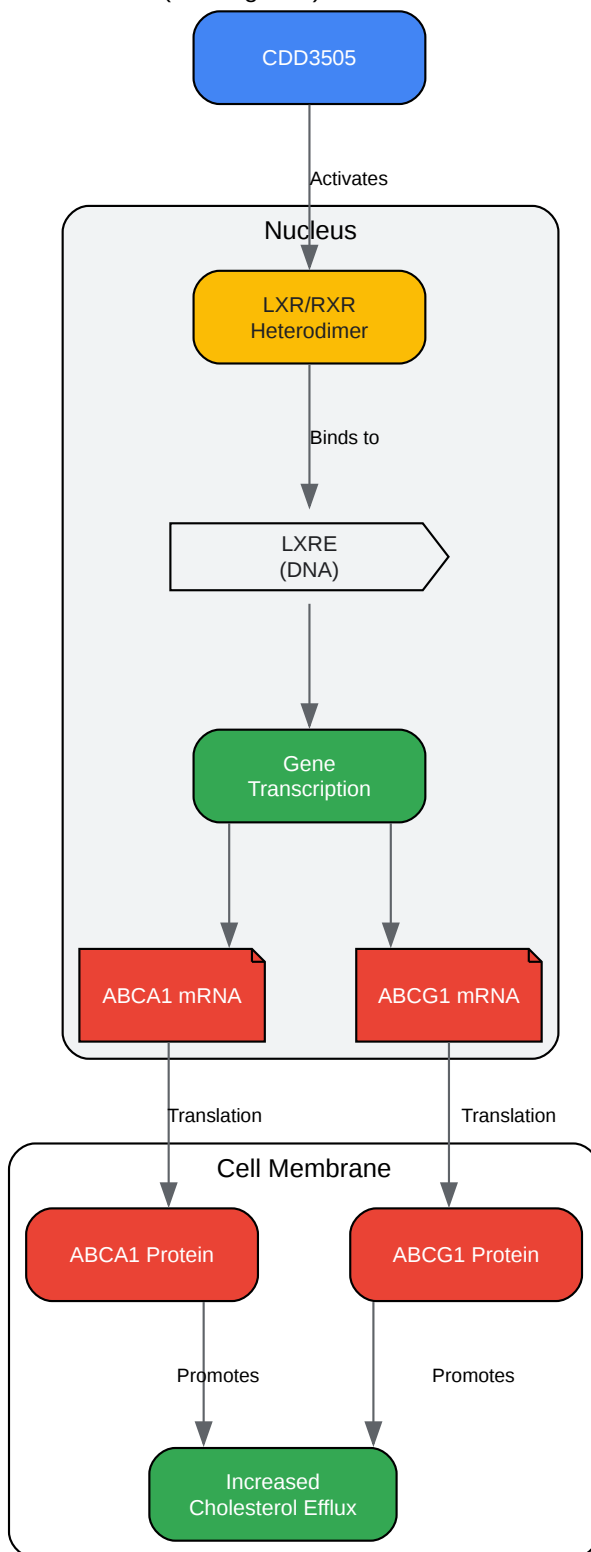 CDD3505
Activates
Nucleus
LXR/RXR
Heterodimer
Binds to
LXRE
(DNA)
Gene
Transcription
ABCA1 mRNA
ABCG1 mRNA
Translation
Translation
Cell Membrane
ABCA1 Protein
ABCG1 Protein
Promotes
Promotes
Increased
Cholesterol Efflux